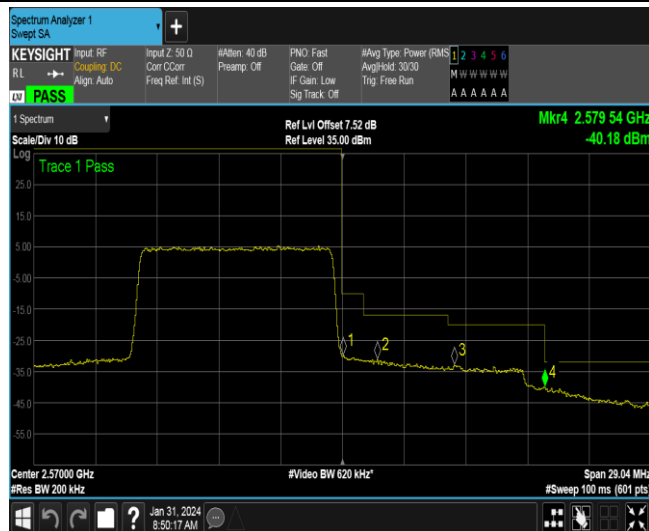 Spectrum Analyzer 1
Swept SA
+
KEYSIGHT
RL
LXI PASS
Input: RF
Coupling: DC
Align: Auto
Input Z: 50 Ω
Corr CCorr
Freq Ref: Int (S)
#Atten: 40 dB
Preamp: Off
PNO: Fast
Gate: Off
IF Gain: Low
Sig Track: Off
#Avg Type: Power (RMS
Avg|Hold: 30/30
Trig: Free Run
1 2 3 4 5 6
M W W W W W
A A A A A A
1 Spectrum
Scale/Div 10 dB
Ref Lvl Offset 7.52 dB
Ref Level 35.00 dBm
Mkr4 2.579 54 GHz
-40.18 dBm
Log
Trace 1 Pass
25.0
15.0
5.00
-5.00
-15.0
-25.0
-35.0
-45.0
-55.0
1
2
3
4
Center 2.57000 GHz
#Res BW 200 kHz
#Video BW 620 kHz*
Span 29.04 MHz
#Sweep 100 ms (601 pts)
?
Jan 31, 2024
8:50:17 AM